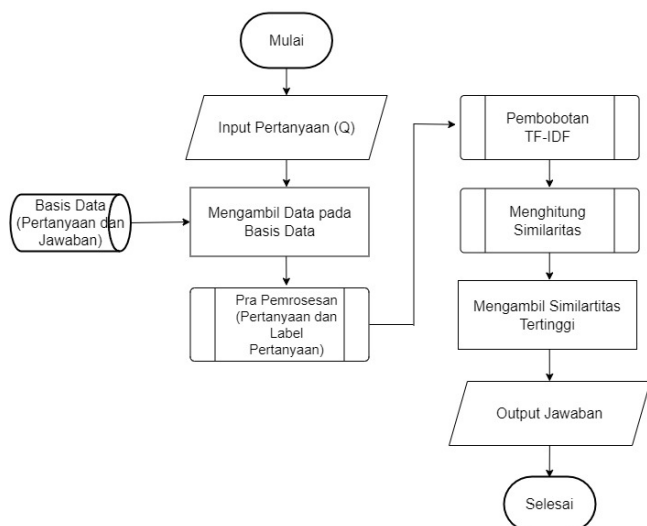 Mulai
Input Pertanyaan (Q)
Basis Data
(Pertanyaan dan
Jawaban)
Mengambil Data pada
Basis Data
Pra Pemrosesan
(Pertanyaan dan
Label
Pertanyaan)
Pembobotan
TF-IDF
Menghitung
Similaritas
Mengambil Similartitas
Tertinggi
Output Jawaban
Selesai